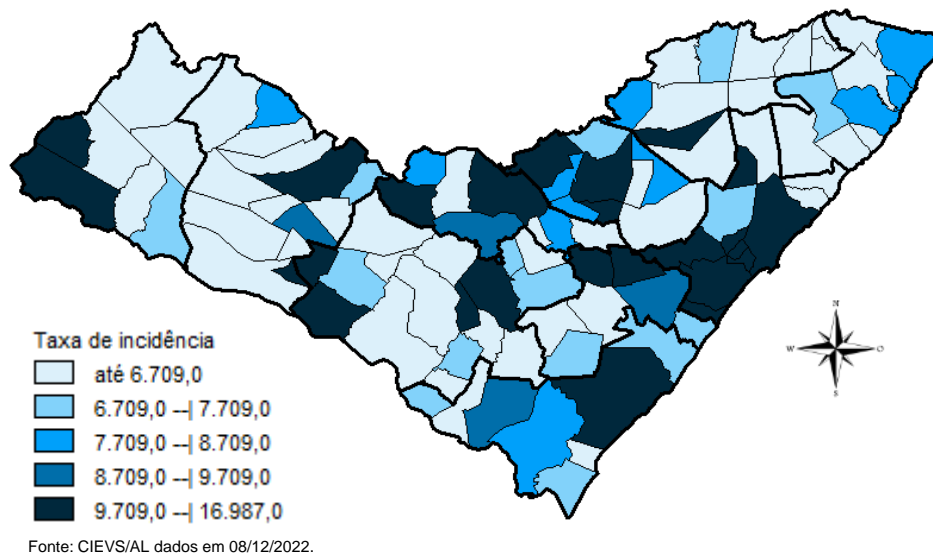 N
W O
S
Taxa de incidência
até 6.709,0
6.709,0 --| 7.709,0
7.709,0 --| 8.709,0
8.709,0 --| 9.709,0
9.709,0 --| 16.987,0
Fonte: CIEVS/AL dados em 08/12/2022.